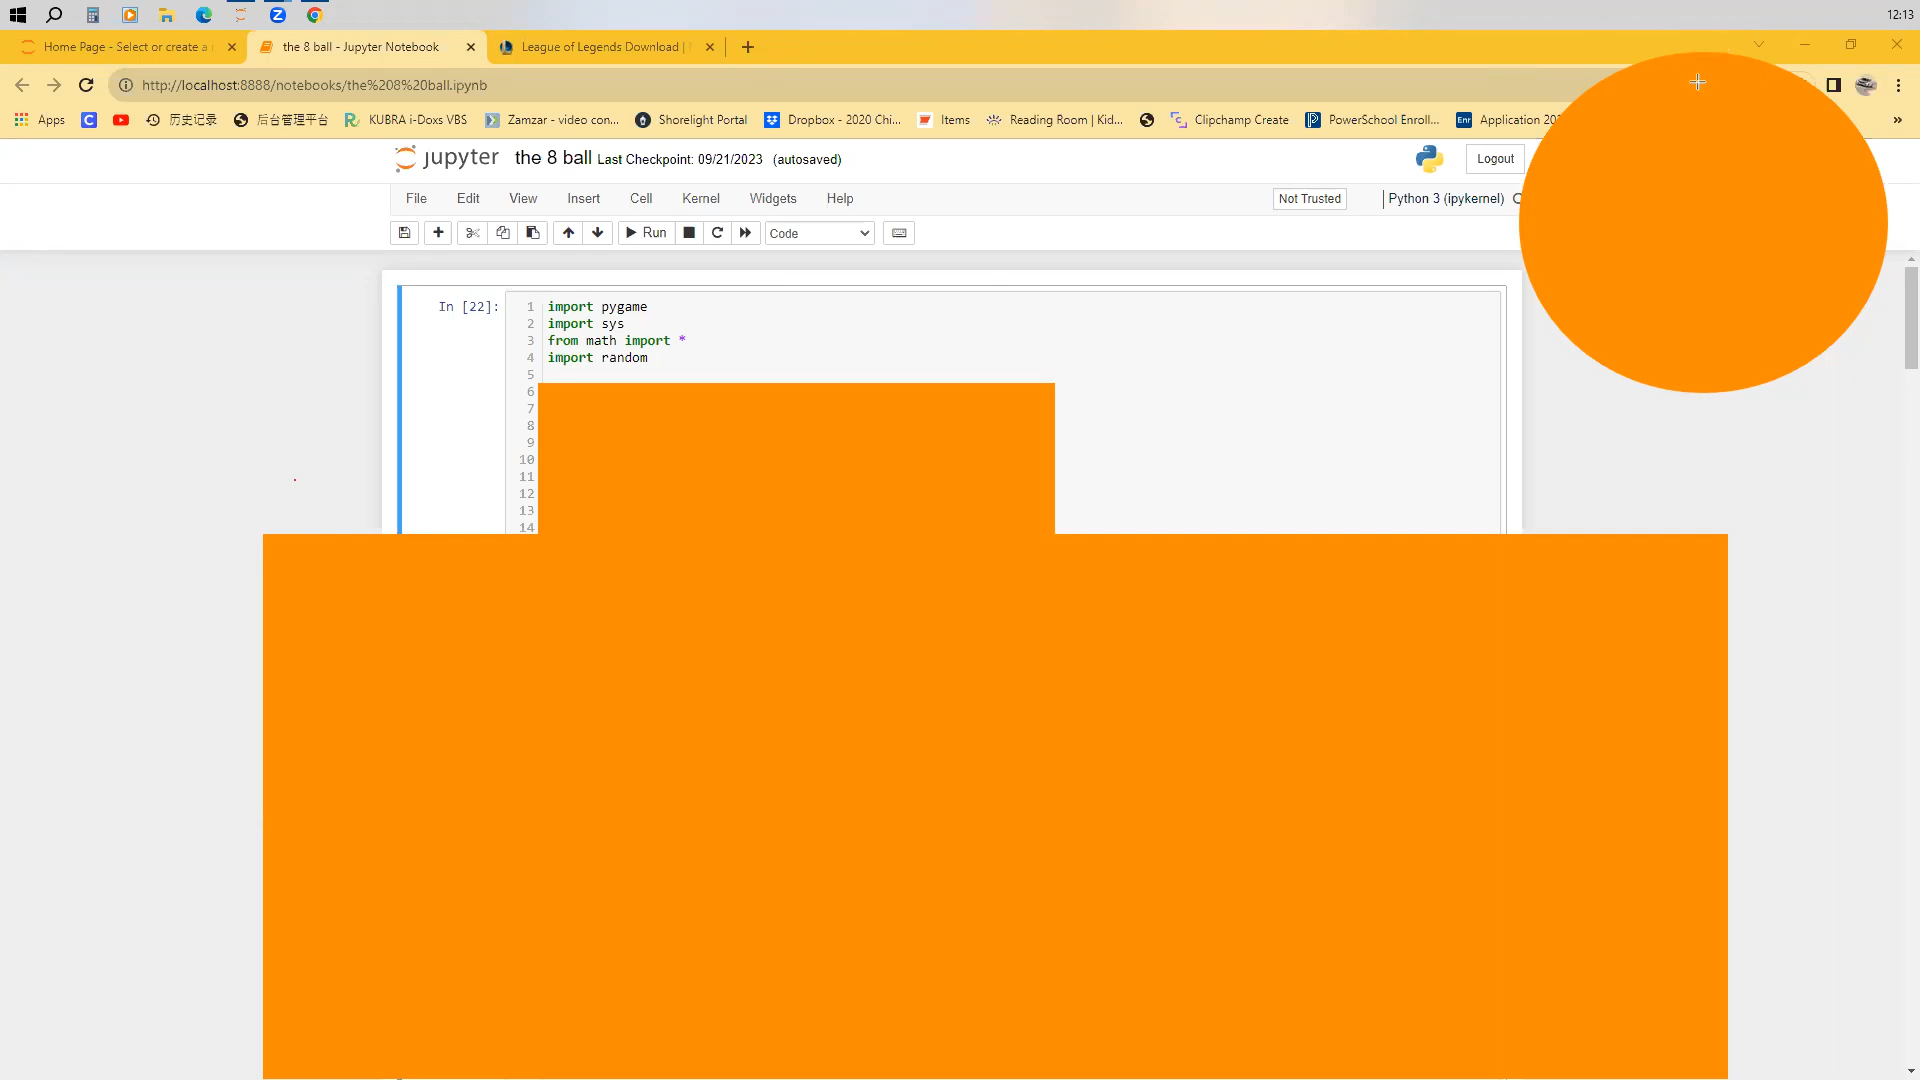 12:13
Home Page - Select or create a
the 8 ball - Jupyter Notebook
League of Legends Download |
http://localhost:8888/notebooks/the%208%20ball.ipynb
Apps
历史记录
后台管理平台
KUBRA i-Doxs VBS
Zamzar - video con...
Shorelight Portal
Dropbox - 2020 Chi...
Items
Reading Room | Kid...
Clipchamp Create
PowerSchool Enroll...
Enr
Application
»
jupyter the 8 ball Last Checkpoint: 09/21/2023 (autosaved)
Logout
File Edit View Insert Cell Kernel Widgets Help
Not Trusted
Python 3 (ipykernel)
Run
Code
In [22]:
1 import pygame
2 import sys
3 from math import *
4 import random
5
6
7
8
9
10
11
12
13
14